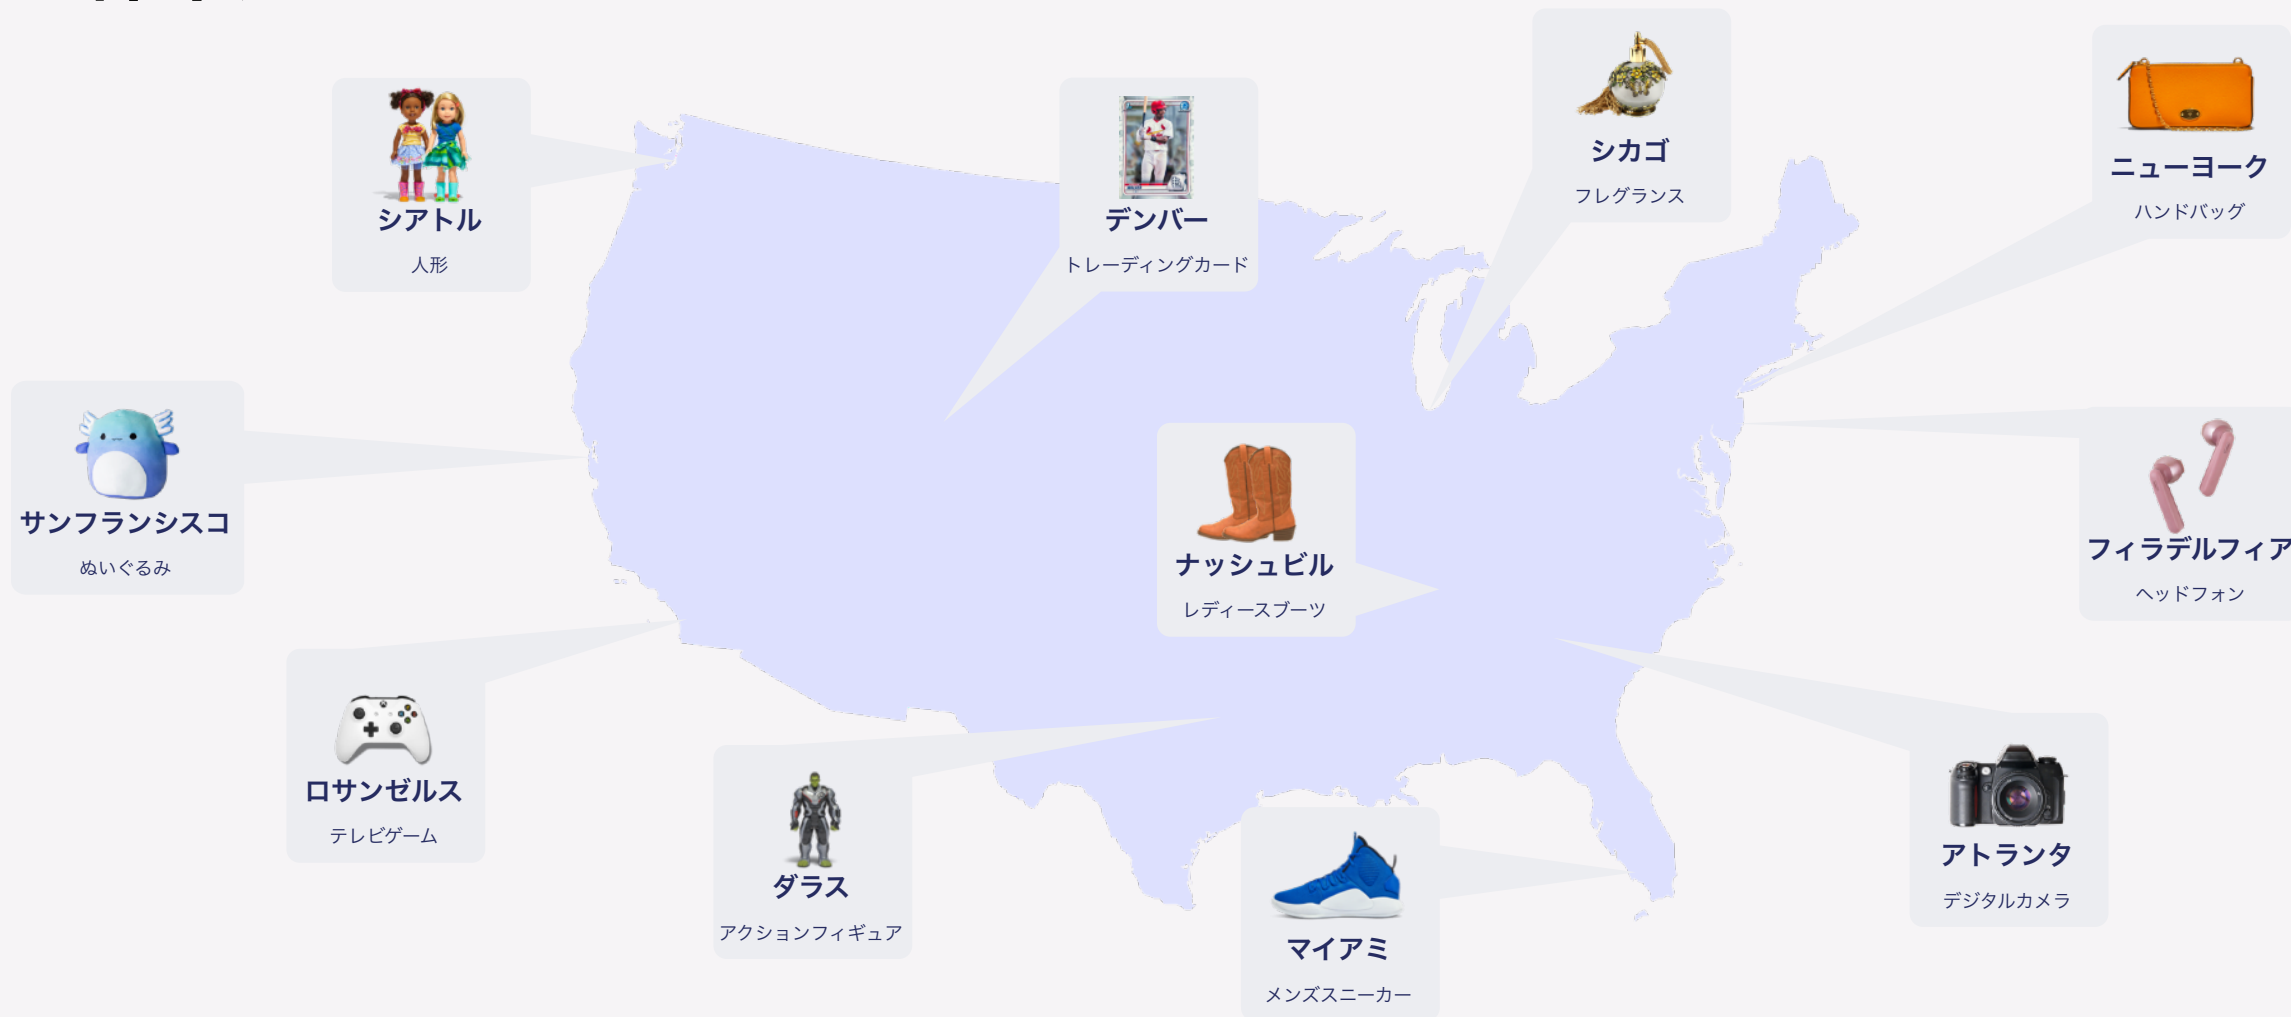 シカゴ
フレグランス
ニューヨーク
ハンドバッグ
シアトル
人形
デンバー
トレーディングカード
サンフランシスコ
ぬいぐるみ
ナッシュビル
レディースブーツ
フィラデルフィア
ヘッドフォン
ロサンゼルス
テレビゲーム
ダラス
アクションフィギュア
アトランタ
デジタルカメラ
マイアミ
メンズスニーカー